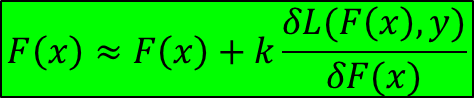 F(x) ≈ F(x) + k δL(F(x), y) / δF(x)